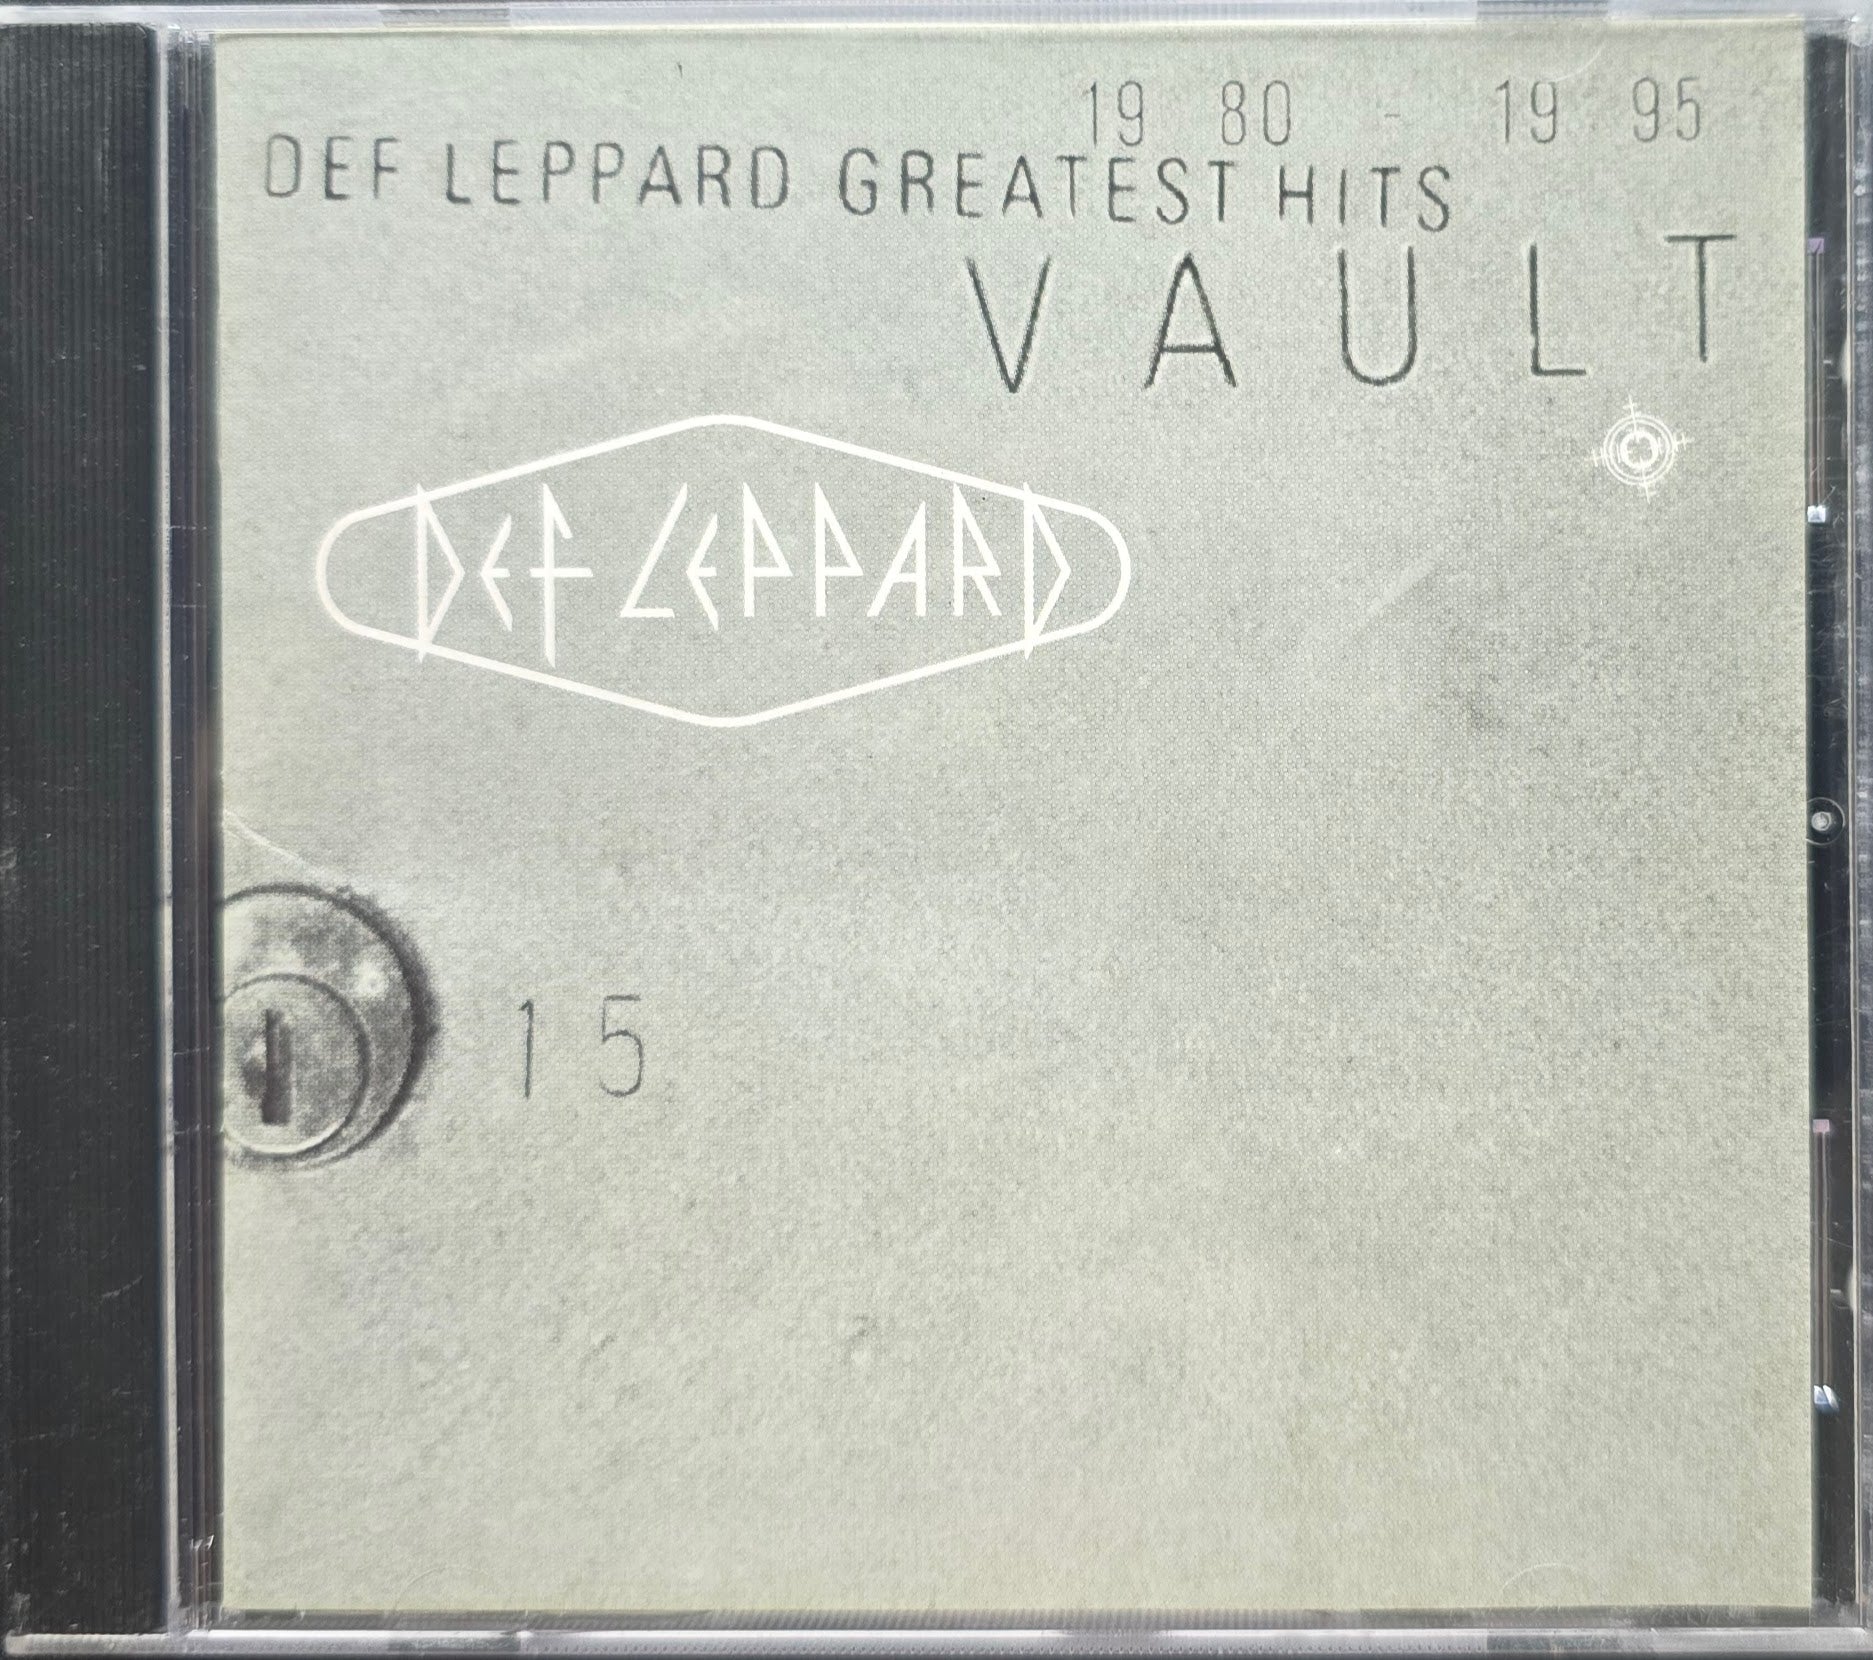 19 80 - 19 95
DEF LEPPARD GREATEST HITS
VAULT
DEF LEPPARD
15